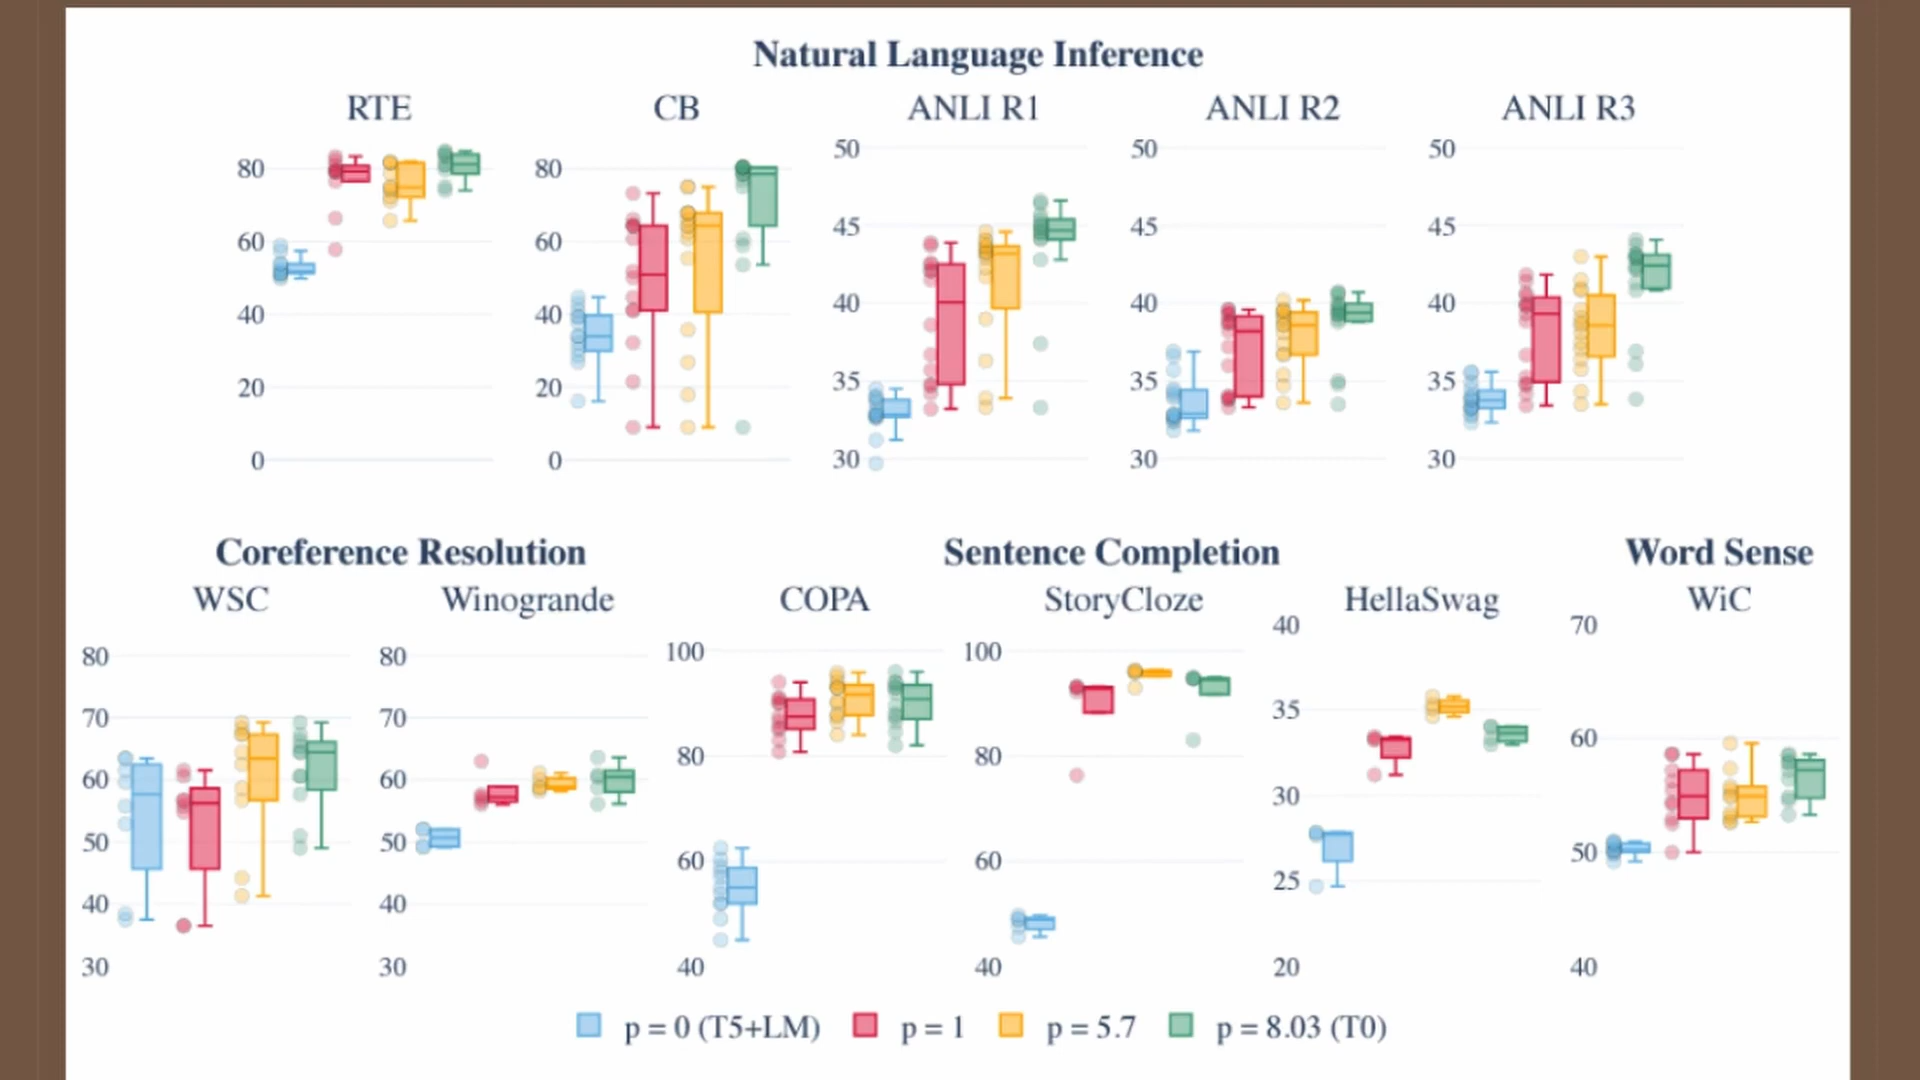 Natural Language Inference
RTE CB ANLI R1 ANLI R2 ANLI R3
80 60 40 20 0
80 60 40 20 0
50 45 40 35 30
50 45 40 35 30
50 45 40 35 30
Coreference Resolution Sentence Completion Word Sense
WSC Winogrande COPA StoryCloze HellaSwag WiC
80 70 60 50 40 30
80 70 60 50 40 30
100 80 60 40
100 80 60 40
40 35 30 25 20
70 60 50 40
p = 0 (T5+LM) p = 1 p = 5.7 p = 8.03 (T0)